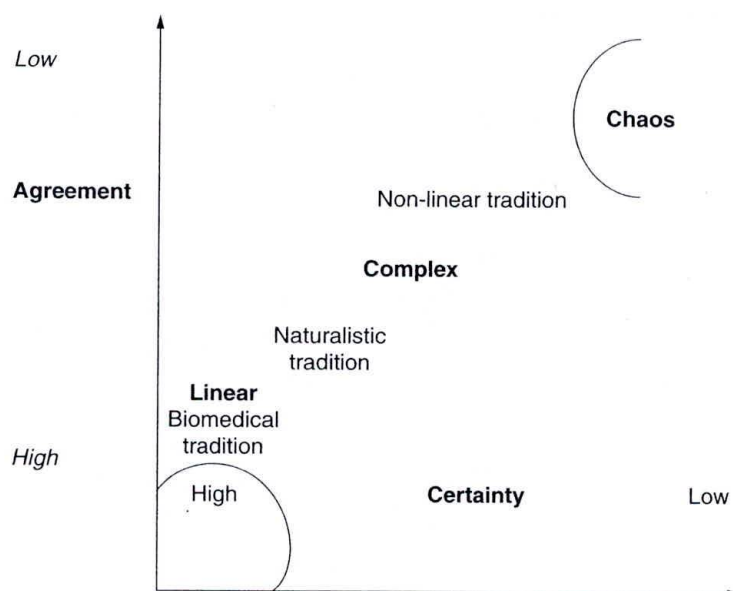 Low
Chaos
Agreement
Non-linear tradition
Complex
Naturalistic
tradition
Linear
Biomedical
tradition
High
High
Certainty
Low